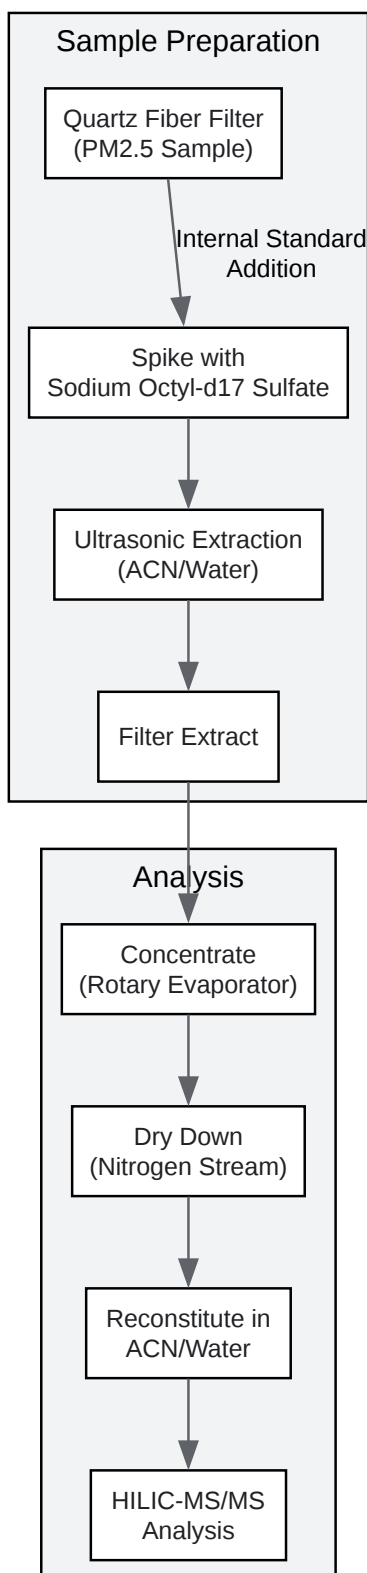 Sample Preparation
Quartz Fiber Filter
(PM2.5 Sample)
Internal Standard
Addition
Spike with
Sodium Octyl-d17 Sulfate
Ultrasonic Extraction
(ACN/Water)
Filter Extract
Analysis
Concentrate
(Rotary Evaporator)
Dry Down
(Nitrogen Stream)
Reconstitute in
ACN/Water
HILIC-MS/MS
Analysis